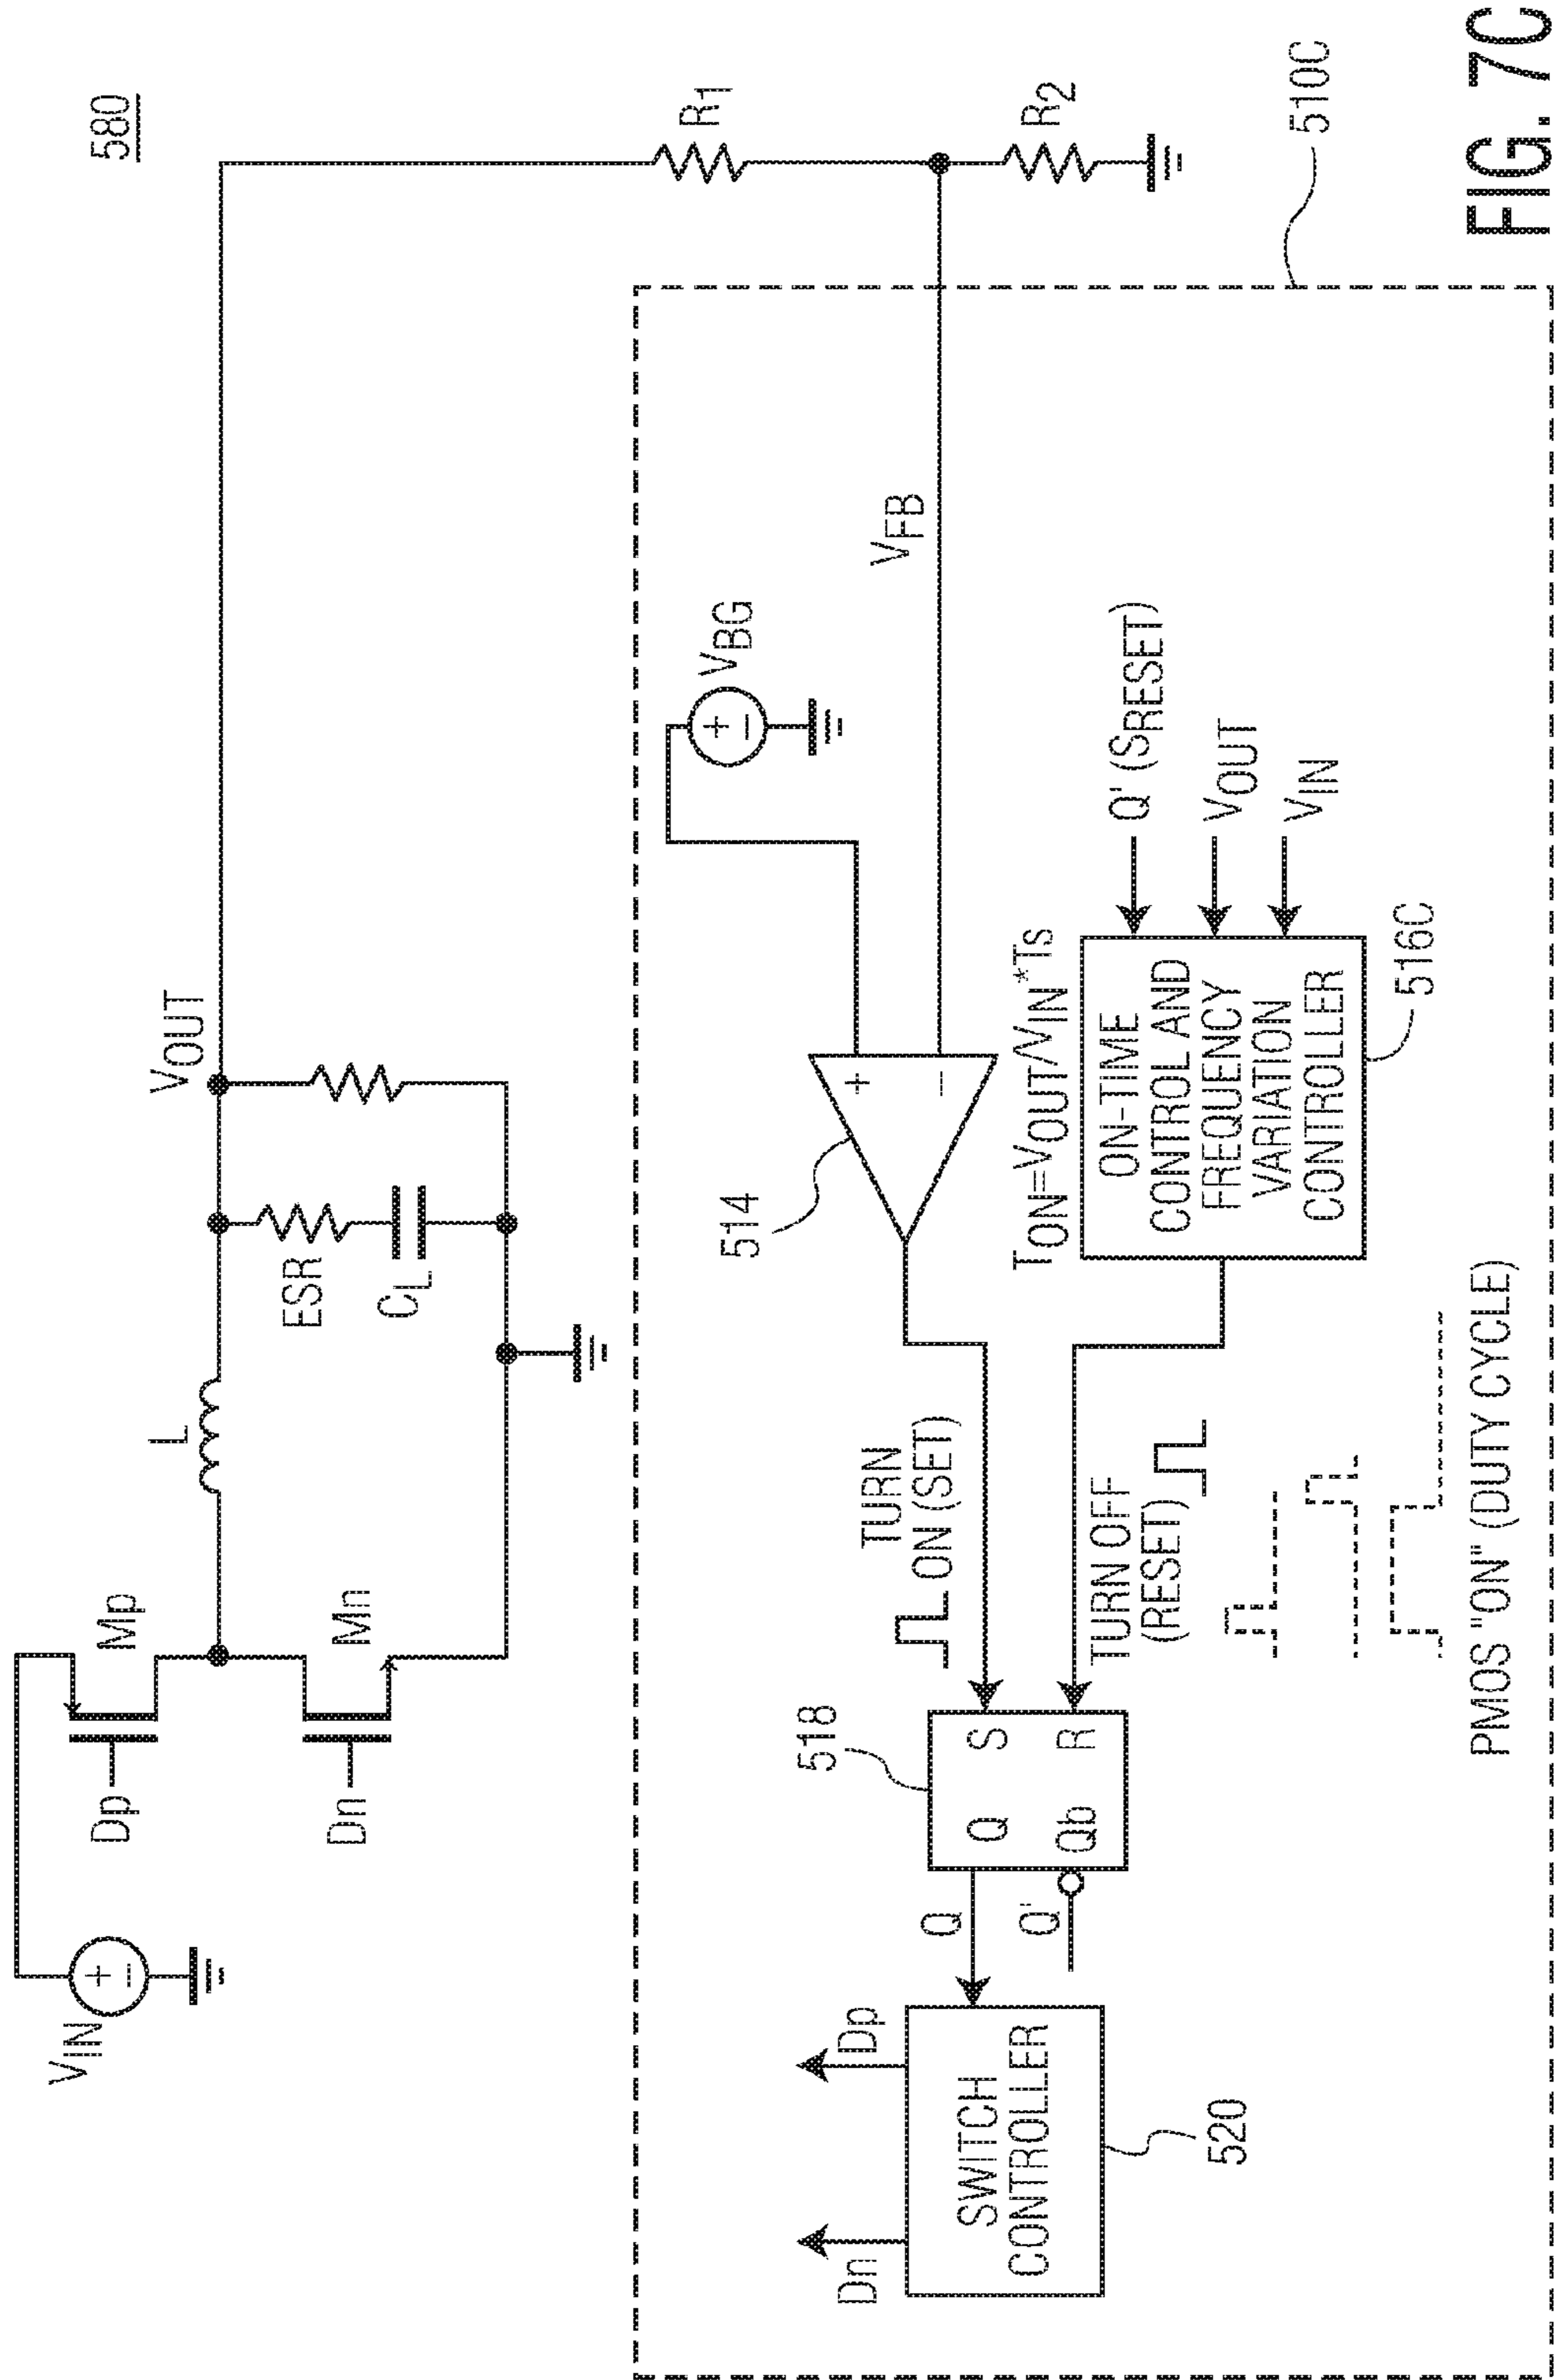 580
VIN
Dp
Mp
Dn
Mn
L
ESR
CL
VOUT
R1
R2
510C
VBG
VFB
514
+
−
TURN
ON (SET)
518
Q
S
Qb
R
Q
Q'
Dn
Dp
SWITCH
CONTROLLER
520
TURN OFF
(RESET)
TON=VOUT/VIN*Ts
ON-TIME
CONTROL AND
FREQUENCY
VARIATION
CONTROLLER
516C
Q' (SRESET)
VOUT
VIN
PMOS "ON" (DUTY CYCLE)
FIG. 7C